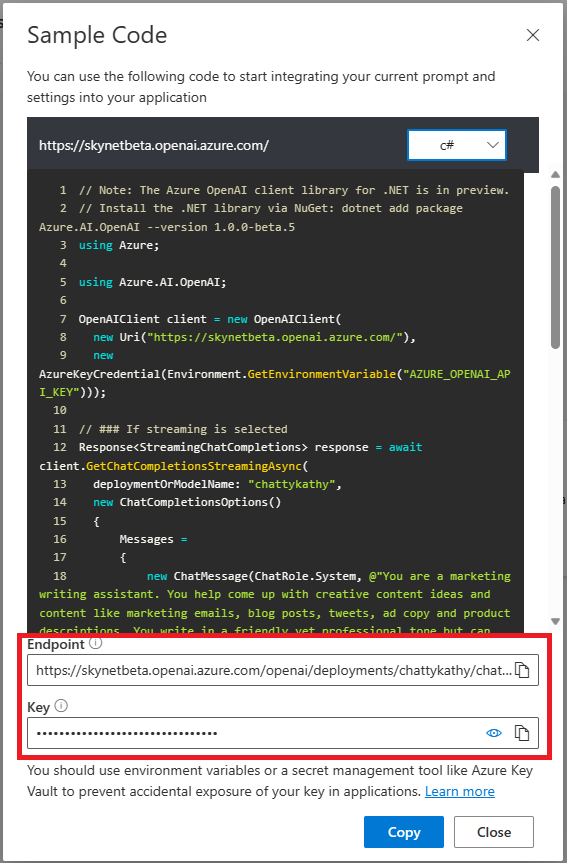 Sample Code
You can use the following code to start integrating your current prompt and
settings into your application
https://skynetbeta.openai.azure.com/
c#
1 // Note: The Azure OpenAI client library for .NET is in preview.
2 // Install the .NET library via NuGet: dotnet add package
Azure.AI.OpenAI --version 1.0.0-beta.5
3 using Azure;
4
5 using Azure.AI.OpenAI;
6
7 OpenAIClient client = new OpenAIClient(
8 new Uri("https://skynetbeta.openai.azure.com/"),
9 new
AzureKeyCredential(Environment.GetEnvironmentVariable("AZURE_OPENAI_AP
I_KEY")));
10
11 // ### If streaming is selected
12 Response<StreamingChatCompletions> response = await
client.GetChatCompletionsStreamingAsync(
13 deploymentOrModelName: "chattykathy",
14 new ChatCompletionsOptions()
15 {
16 Messages =
17 {
18 new ChatMessage(ChatRole.System, @"You are a marketing
writing assistant. You help come up with creative content ideas and
content like marketing emails, blog posts, tweets, ad copy and product
descriptions. You write in a friendly yet professional tone but can
Endpoint
https://skynetbeta.openai.azure.com/openai/deployments/chattykathy/chat...
Key
••••••••••••••••••••••••••••••••
You should use environment variables or a secret management tool like Azure Key
Vault to prevent accidental exposure of your key in applications. Learn more
Copy Close